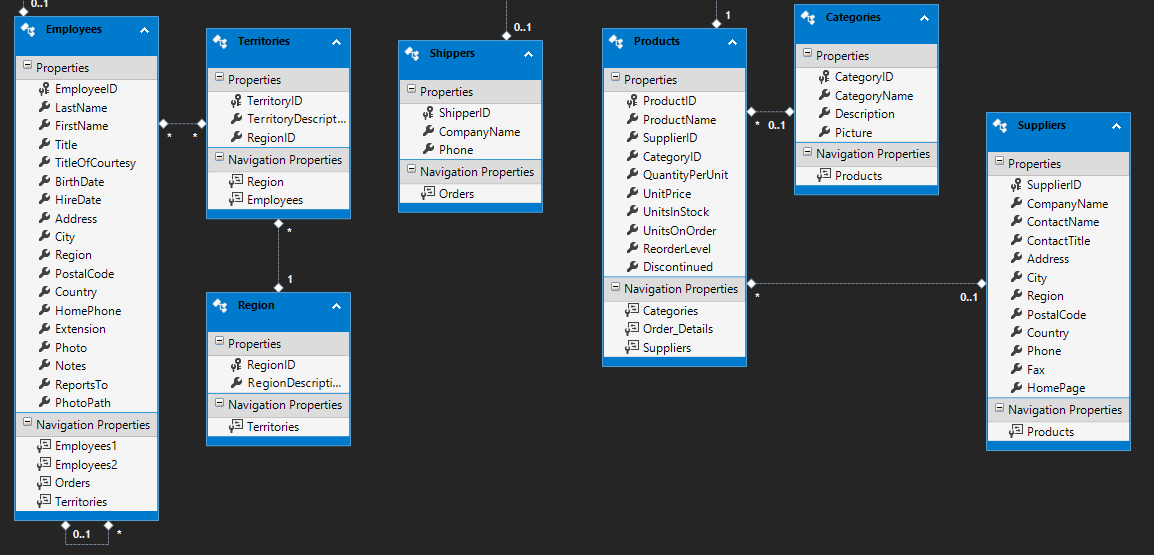 0..1
Employees
Properties
EmployeeID
LastName
FirstName
Title
TitleOfCourtesy
BirthDate
HireDate
Address
City
Region
PostalCode
Country
HomePhone
Extension
Photo
Notes
ReportsTo
PhotoPath
Navigation Properties
Employees1
Employees2
Orders
Territories
0..1
*
*
*
Territories
Properties
TerritoryID
TerritoryDescript...
RegionID
Navigation Properties
Region
Employees
*
1
Region
Properties
RegionID
RegionDescripti...
Navigation Properties
Territories
0..1
Shippers
Properties
ShipperID
CompanyName
Phone
Navigation Properties
Orders
1
Products
Properties
ProductID
ProductName
SupplierID
CategoryID
QuantityPerUnit
UnitPrice
UnitsInStock
UnitsOnOrder
ReorderLevel
Discontinued
Navigation Properties
Categories
Order_Details
Suppliers
*
0..1
Categories
Properties
CategoryID
CategoryName
Description
Picture
Navigation Properties
Products
*
0..1
Suppliers
Properties
SupplierID
CompanyName
ContactName
ContactTitle
Address
City
Region
PostalCode
Country
Phone
Fax
HomePage
Navigation Properties
Products